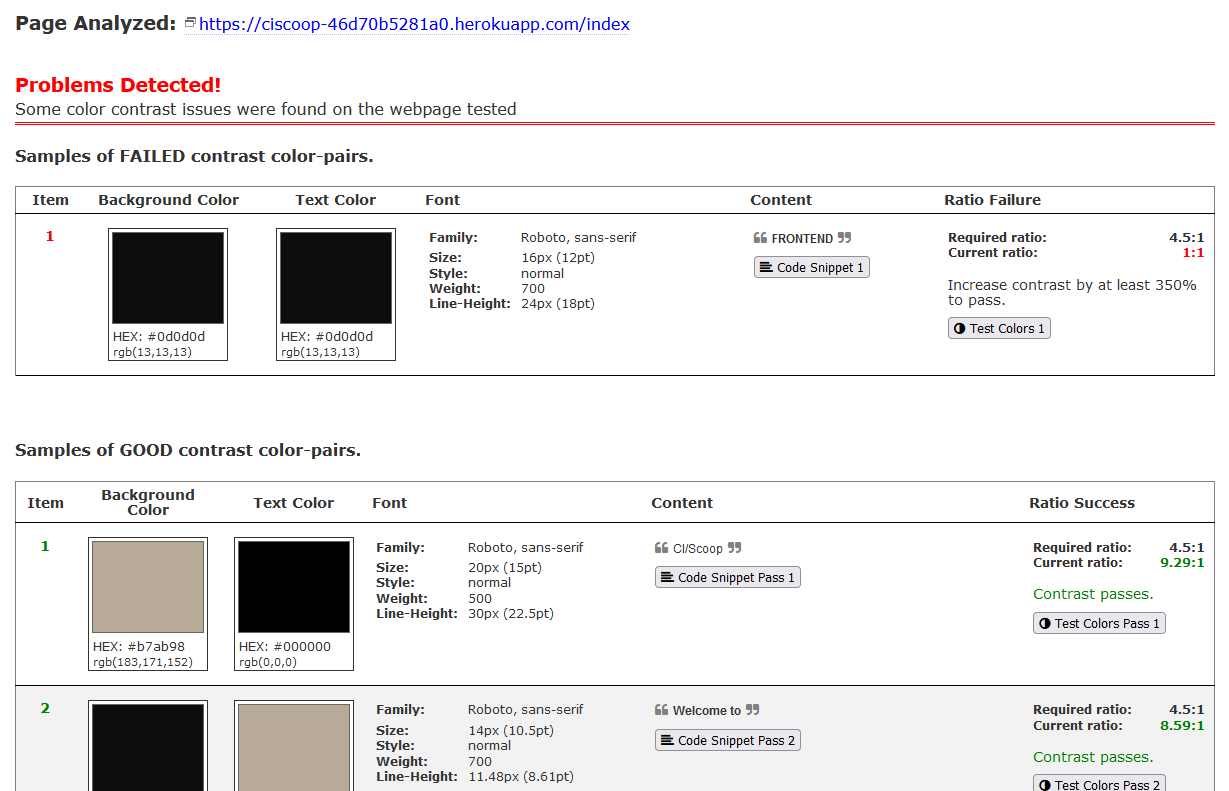 Page Analyzed: https://ciscoop-46d70b5281a0.herokuapp.com/index
Problems Detected!
Some color contrast issues were found on the webpage tested
Samples of FAILED contrast color-pairs.
Item Background Color Text Color Font Content Ratio Failure
1
HEX: #0d0d0d
rgb(13,13,13)
HEX: #0d0d0d
rgb(13,13,13)
Family: Roboto, sans-serif
Size: 16px (12pt)
Style: normal
Weight: 700
Line-Height: 24px (18pt)
❝ FRONTEND ❞
Code Snippet 1
Required ratio: 4.5:1
Current ratio: 1:1
Increase contrast by at least 350%
to pass.
Test Colors 1
Samples of GOOD contrast color-pairs.
Item Background Color Text Color Font Content Ratio Success
1
HEX: #b7ab98
rgb(183,171,152)
HEX: #000000
rgb(0,0,0)
Family: Roboto, sans-serif
Size: 20px (15pt)
Style: normal
Weight: 500
Line-Height: 30px (22.5pt)
❝ CI/Scoop ❞
Code Snippet Pass 1
Required ratio: 4.5:1
Current ratio: 9.29:1
Contrast passes.
Test Colors Pass 1
2
Family: Roboto, sans-serif
Size: 14px (10.5pt)
Style: normal
Weight: 700
Line-Height: 11.48px (8.61pt)
❝ Welcome to ❞
Code Snippet Pass 2
Required ratio: 4.5:1
Current ratio: 8.59:1
Contrast passes.
Test Colors Pass 2